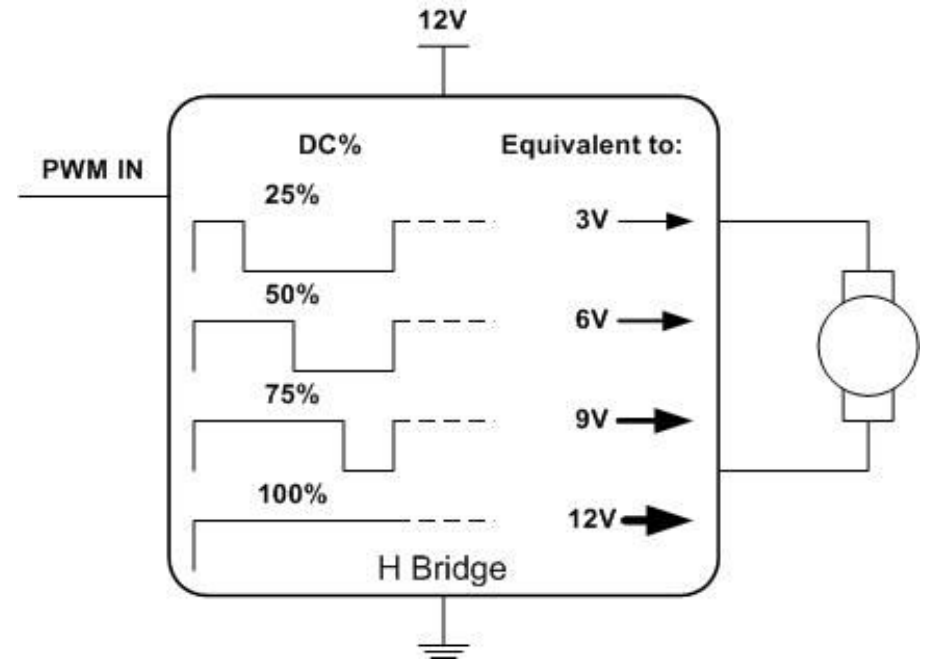 12V
DC%
Equivalent to:
PWM IN
25%
3V
50%
6V
75%
9V
100%
12V
H Bridge